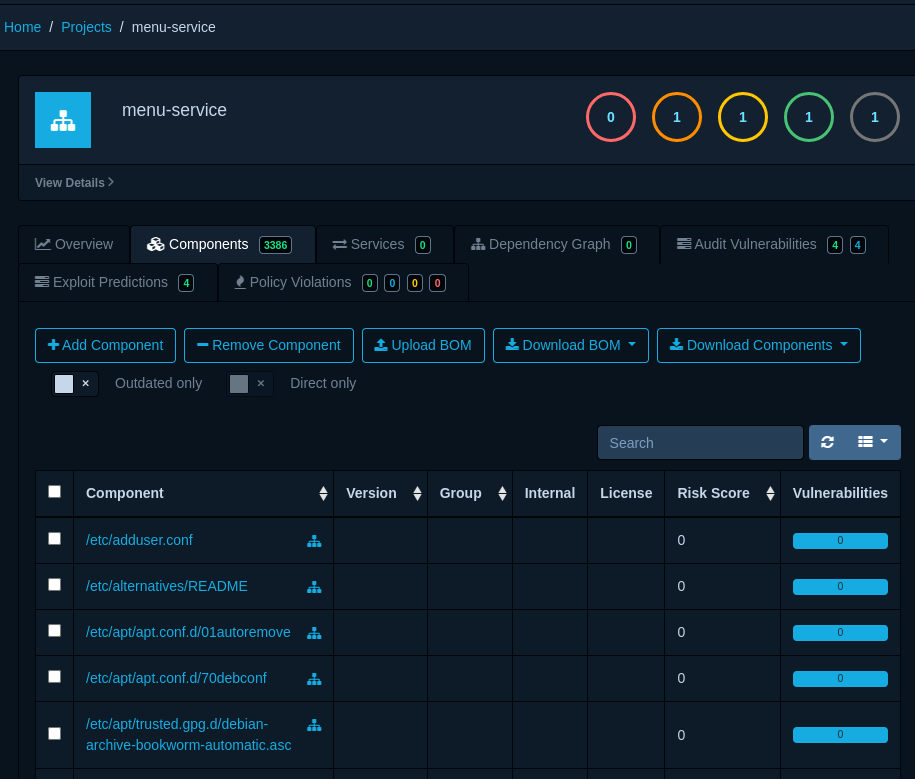 Home / Projects / menu-service
menu-service
0 1 1 1 1
View Details
Overview Components 3386 Services 0 Dependency Graph 0 Audit Vulnerabilities 4 4
Exploit Predictions 4 Policy Violations 0 0 0 0
Add Component Remove Component Upload BOM Download BOM Download Components
× Outdated only × Direct only
Search
Component Version Group Internal License Risk Score Vulnerabilities
/etc/adduser.conf 0 0
/etc/alternatives/README 0 0
/etc/apt/apt.conf.d/01autoremove 0 0
/etc/apt/apt.conf.d/70debconf 0 0
/etc/apt/trusted.gpg.d/debian-
archive-bookworm-automatic.asc 0 0